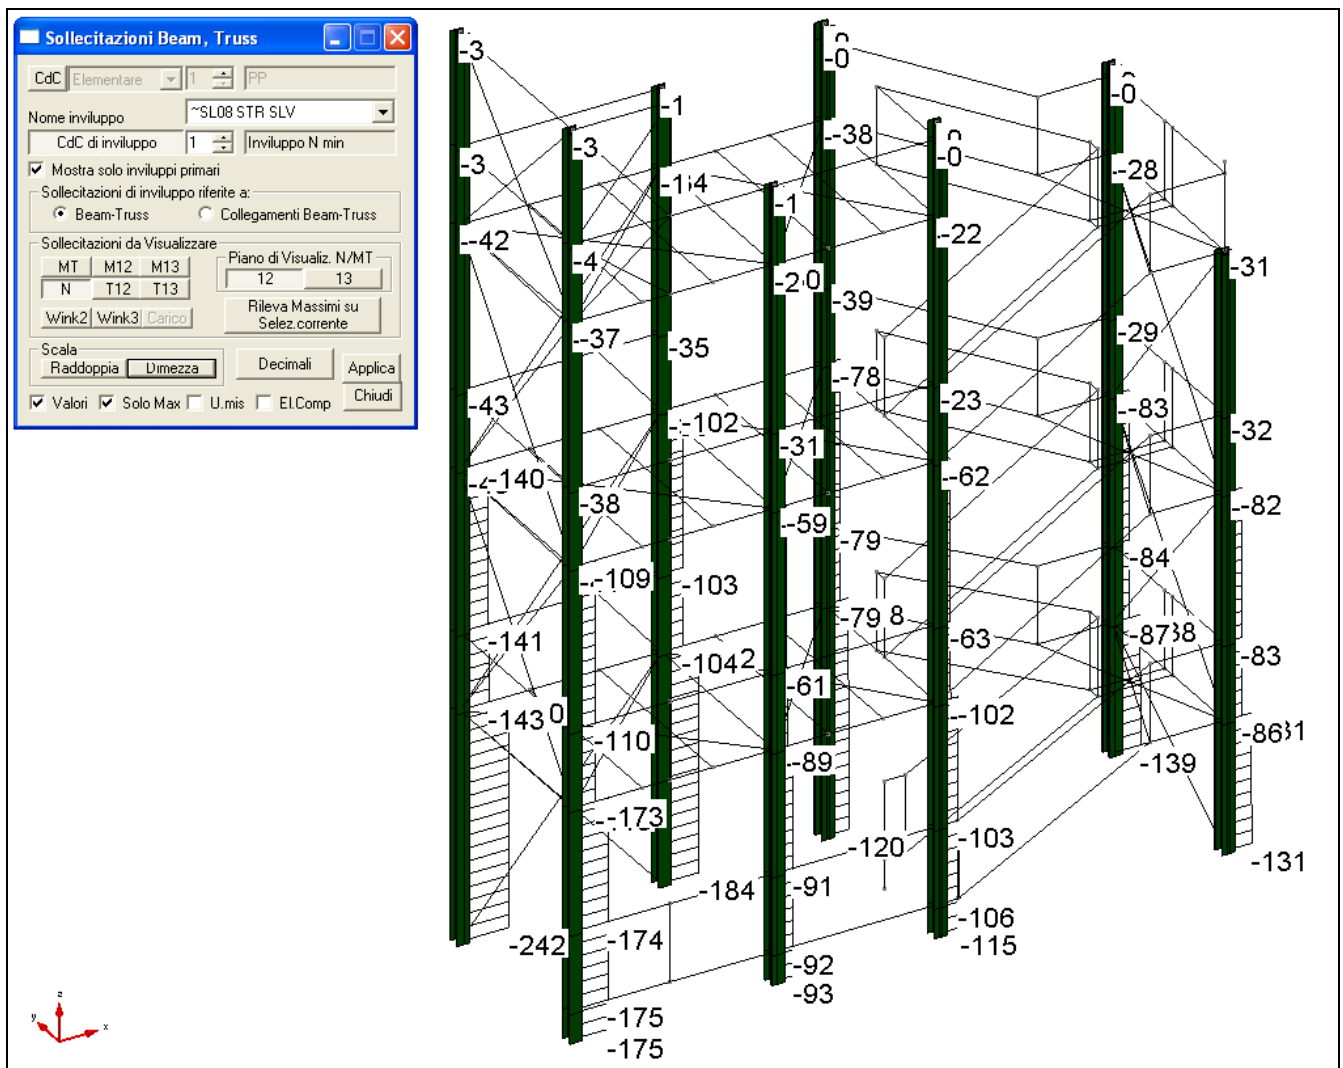 Sollecitazioni Beam, Truss
CdC Elementare 1 PP
Nome inviluppo ~SL08 STR SLV
CdC di inviluppo 1 Inviluppo N min
Mostra solo inviluppi primari
Sollecitazioni di inviluppo riferite a:
Beam-Truss Collegamenti Beam-Truss
Sollecitazioni da Visualizzare
MT M12 M13
N T12 T13
Wink2 Wink3 Carico
Piano di Visualiz. N/MT
12 13
Rileva Massimi su
Selez.corrente
Scala
Raddoppia Dimezza
Decimali
Applica
Chiudi
Valori Solo Max U.mis El.Comp
-3
-3
-42
-43
-140
-141
-143
-242
-3
-4
-37
-38
-109
-110
-173
-174
-175
-175
-1
-35
-102
-103
-104
-184
-1
-31
-59
-61
-89
-91
-92
-93
-0
-38
-39
-78
-79
-79
-120
-0
-22
-23
-62
-63
-102
-103
-106
-115
-0
-28
-29
-83
-84
-87
-139
-31
-32
-82
-83
-86
-131
z
y
x